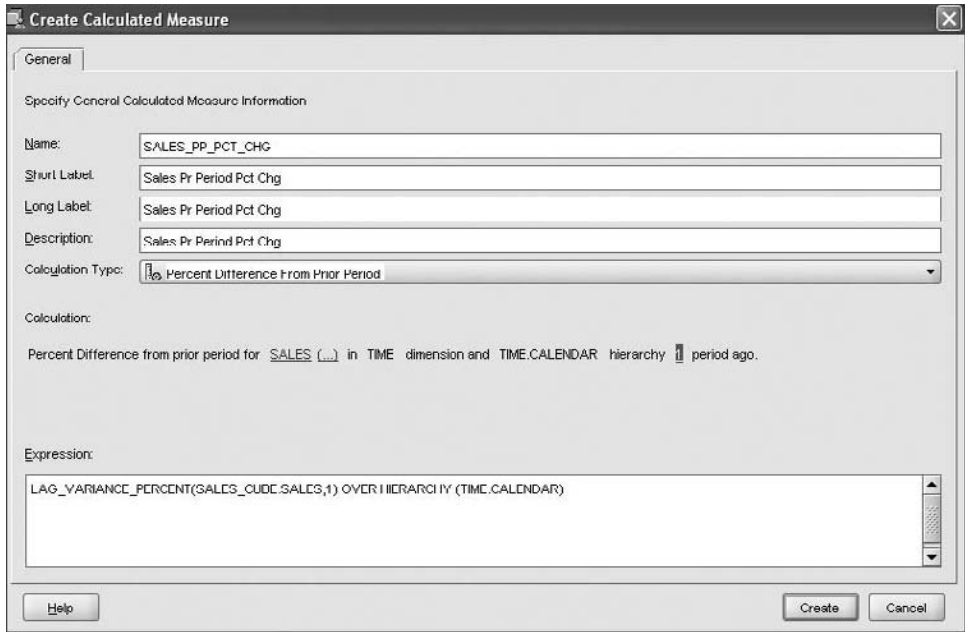 Create Calculated Measure
General
Specify General Calculated Measure Information
Name: SALES_PP_PCT_CHG
Short Label: Sales Pr Period Pct Chg
Long Label: Sales Pr Period Pct Chg
Description: Sales Pr Period Pct Chg
Calculation Type: Percent Difference From Prior Period
Calculation:
Percent Difference from prior period for SALES (...) in TIME dimension and TIME.CALENDAR hierarchy 1 period ago.
Expression:
LAG_VARIANCE_PERCENT(SALES_CUBE.SALES,1) OVER HIERARCHY (TIME.CALENDAR)
Help Create Cancel